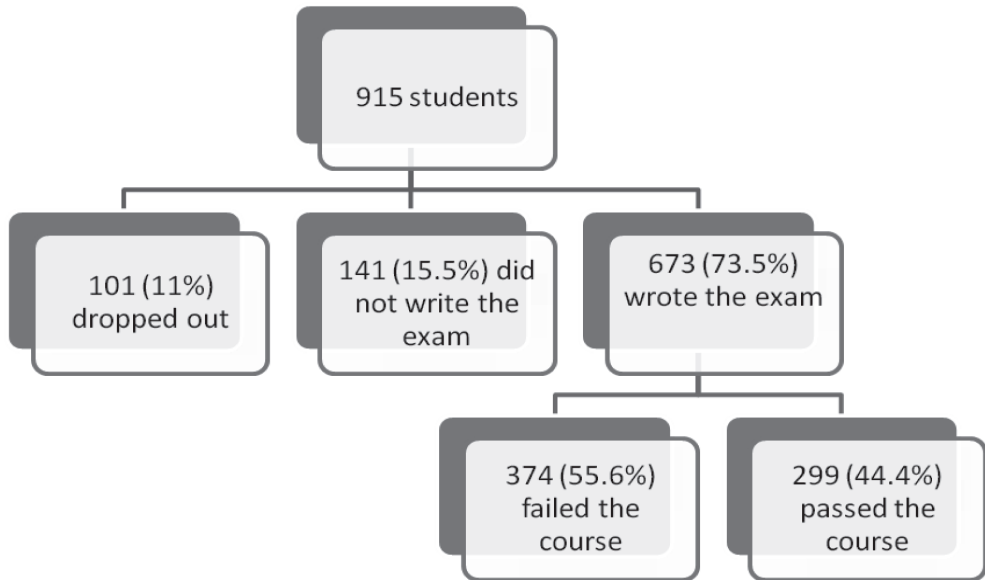 915 students
101 (11%)
dropped out
141 (15.5%) did
not write the
exam
673 (73.5%)
wrote the exam
374 (55.6%)
failed the
course
299 (44.4%)
passed the
course